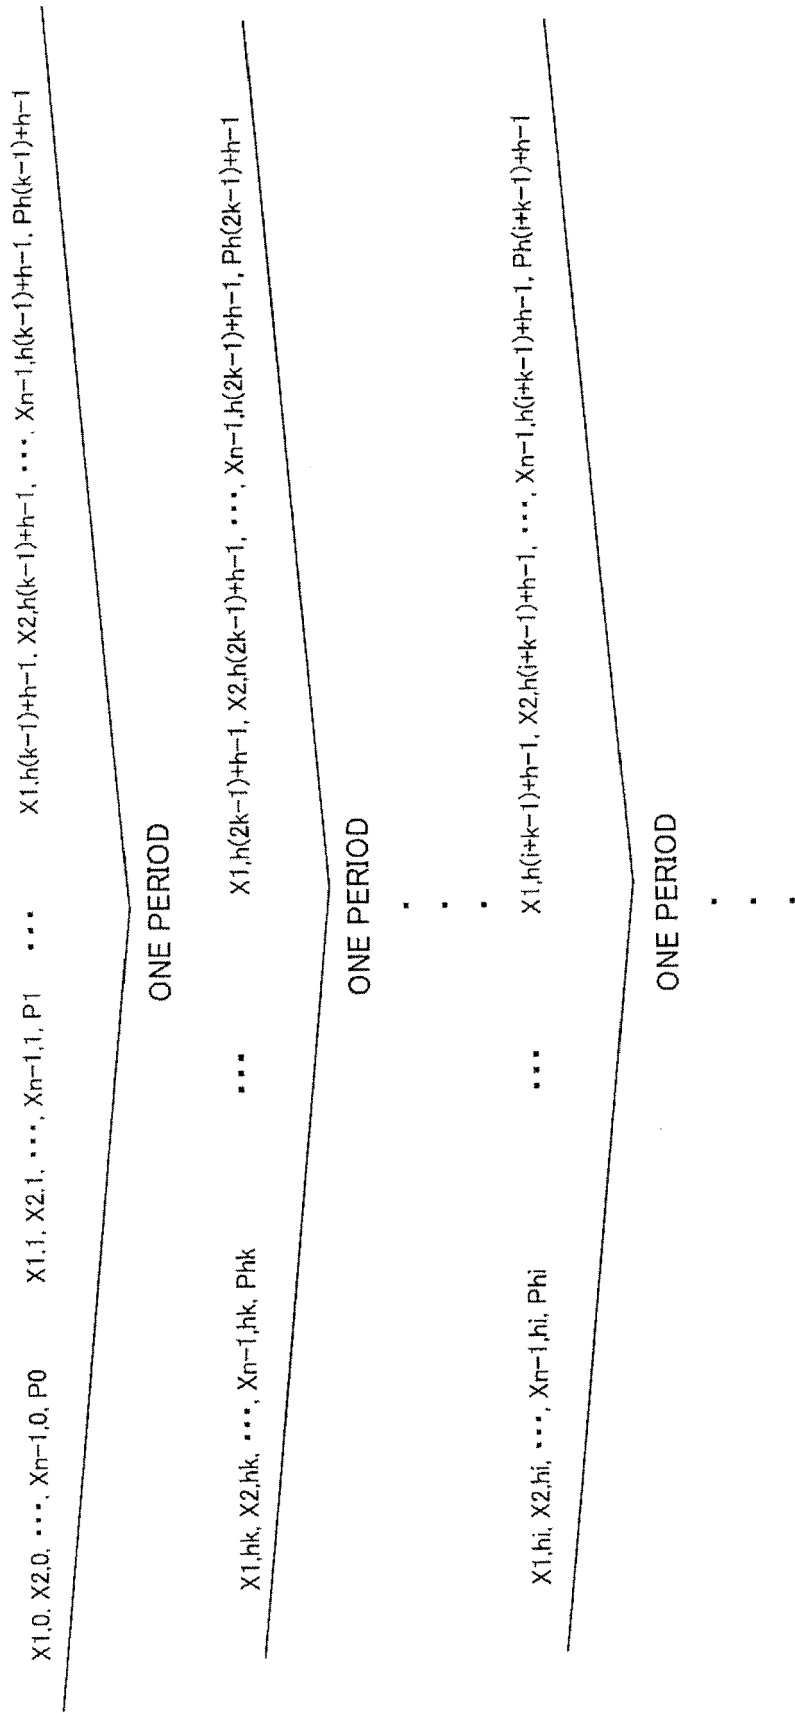 X1,0, X2,0, ···, Xn−1,0, P0 X1,1, X2,1, ···, Xn−1,1, P1 ··· X1,h(k−1)+h−1, X2,h(k−1)+h−1, ···, Xn−1,h(k−1)+h−1, Ph(k−1)+h−1
ONE PERIOD
X1,hk, X2,hk, ···, Xn−1,hk, Phk ··· X1,h(2k−1)+h−1, X2,h(2k−1)+h−1, ···, Xn−1,h(2k−1)+h−1, Ph(2k−1)+h−1
ONE PERIOD
···
X1,hi, X2,hi, ···, Xn−1,hi, Phi ··· X1,h(i+k−1)+h−1, X2,h(i+k−1)+h−1, ···, Xn−1,h(i+k−1)+h−1, Ph(i+k−1)+h−1
ONE PERIOD
···